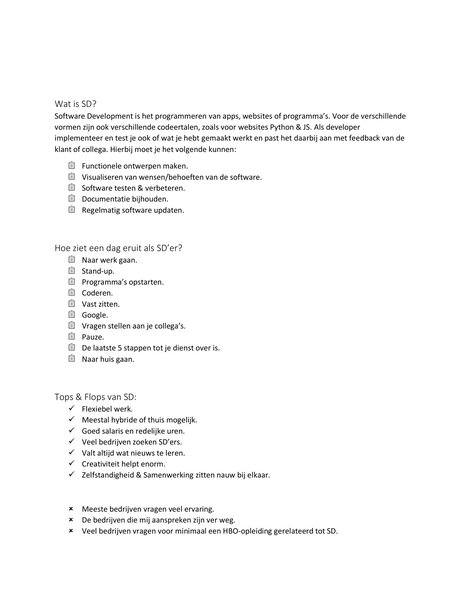 Wat is SD?
Software Development is het programmeren van apps, websites of programma's. Voor de verschillende
vormen zijn ook verschillende codeertalen, zoals voor websites Python & JS. Als developer
implementeer en test je ook of wat je hebt gemaakt werkt en past het daarbij aan met feedback van de
klant of collega. Hierbij moet je het volgende kunnen:
Functionele ontwerpen maken.
Visualiseren van wensen/behoeften van de software.
Software testen & verbeteren.
Documentatie bijhouden.
Regelmatig software updaten.
Hoe ziet een dag eruit als SD'er?
Naar werk gaan.
Stand-up.
Programma's opstarten.
Coderen.
Vast zitten.
Google.
Vragen stellen aan je collega's.
Pauze.
De laatste 5 stappen tot je dienst over is.
Naar huis gaan.
Tops & Flops van SD:
✓ Flexiebel werk.
✓ Meestal hybride of thuis mogelijk.
✓ Goed salaris en redelijke uren.
✓ Veel bedrijven zoeken SD'ers.
✓ Valt altijd wat nieuws te leren.
✓ Creativiteit helpt enorm.
✓ Zelfstandigheid & Samenwerking zitten nauw bij elkaar.
× Meeste bedrijven vragen veel ervaring.
× De bedrijven die mij aanspreken zijn ver weg.
× Veel bedrijven vragen voor minimaal een HBO-opleiding gerelateerd tot SD.